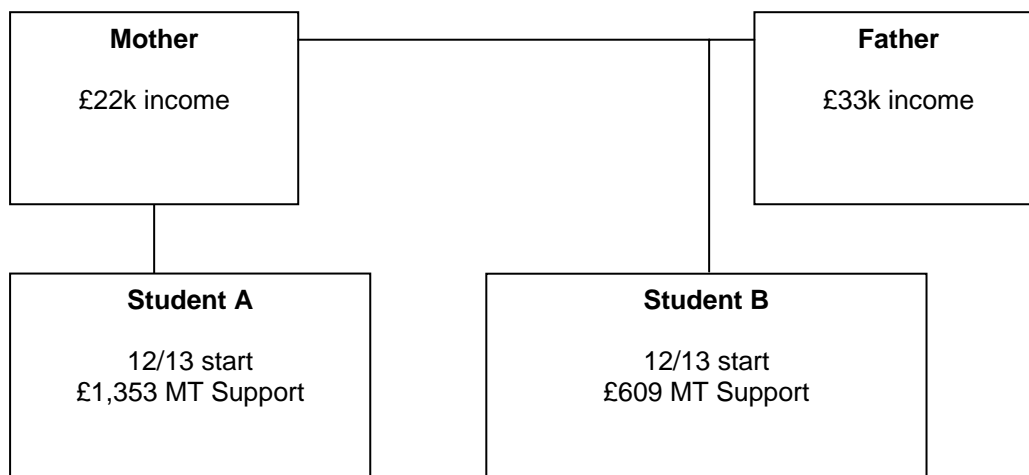 Mother
£22k income
Father
£33k income
Student A
12/13 start
£1,353 MT Support
Student B
12/13 start
£609 MT Support